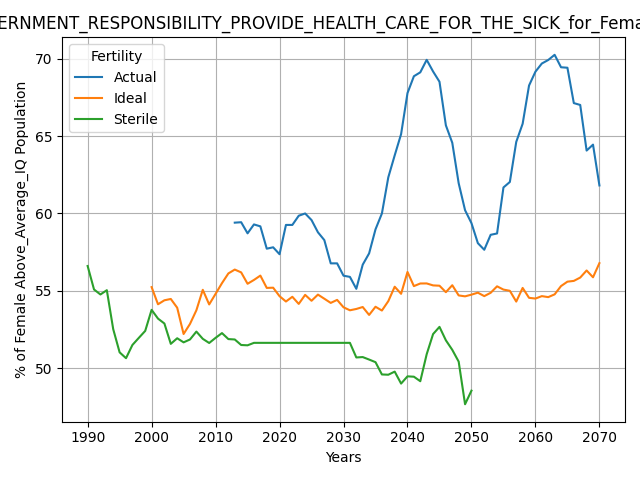 ERNMENT_RESPONSIBILITY_PROVIDE_HEALTH_CARE_FOR_THE_SICK_for_Fema
Fertility
Actual
Ideal
Sterile
% of Female Above_Average_IQ Population
70
65
60
55
50
1990 2000 2010 2020 2030 2040 2050 2060 2070
Years